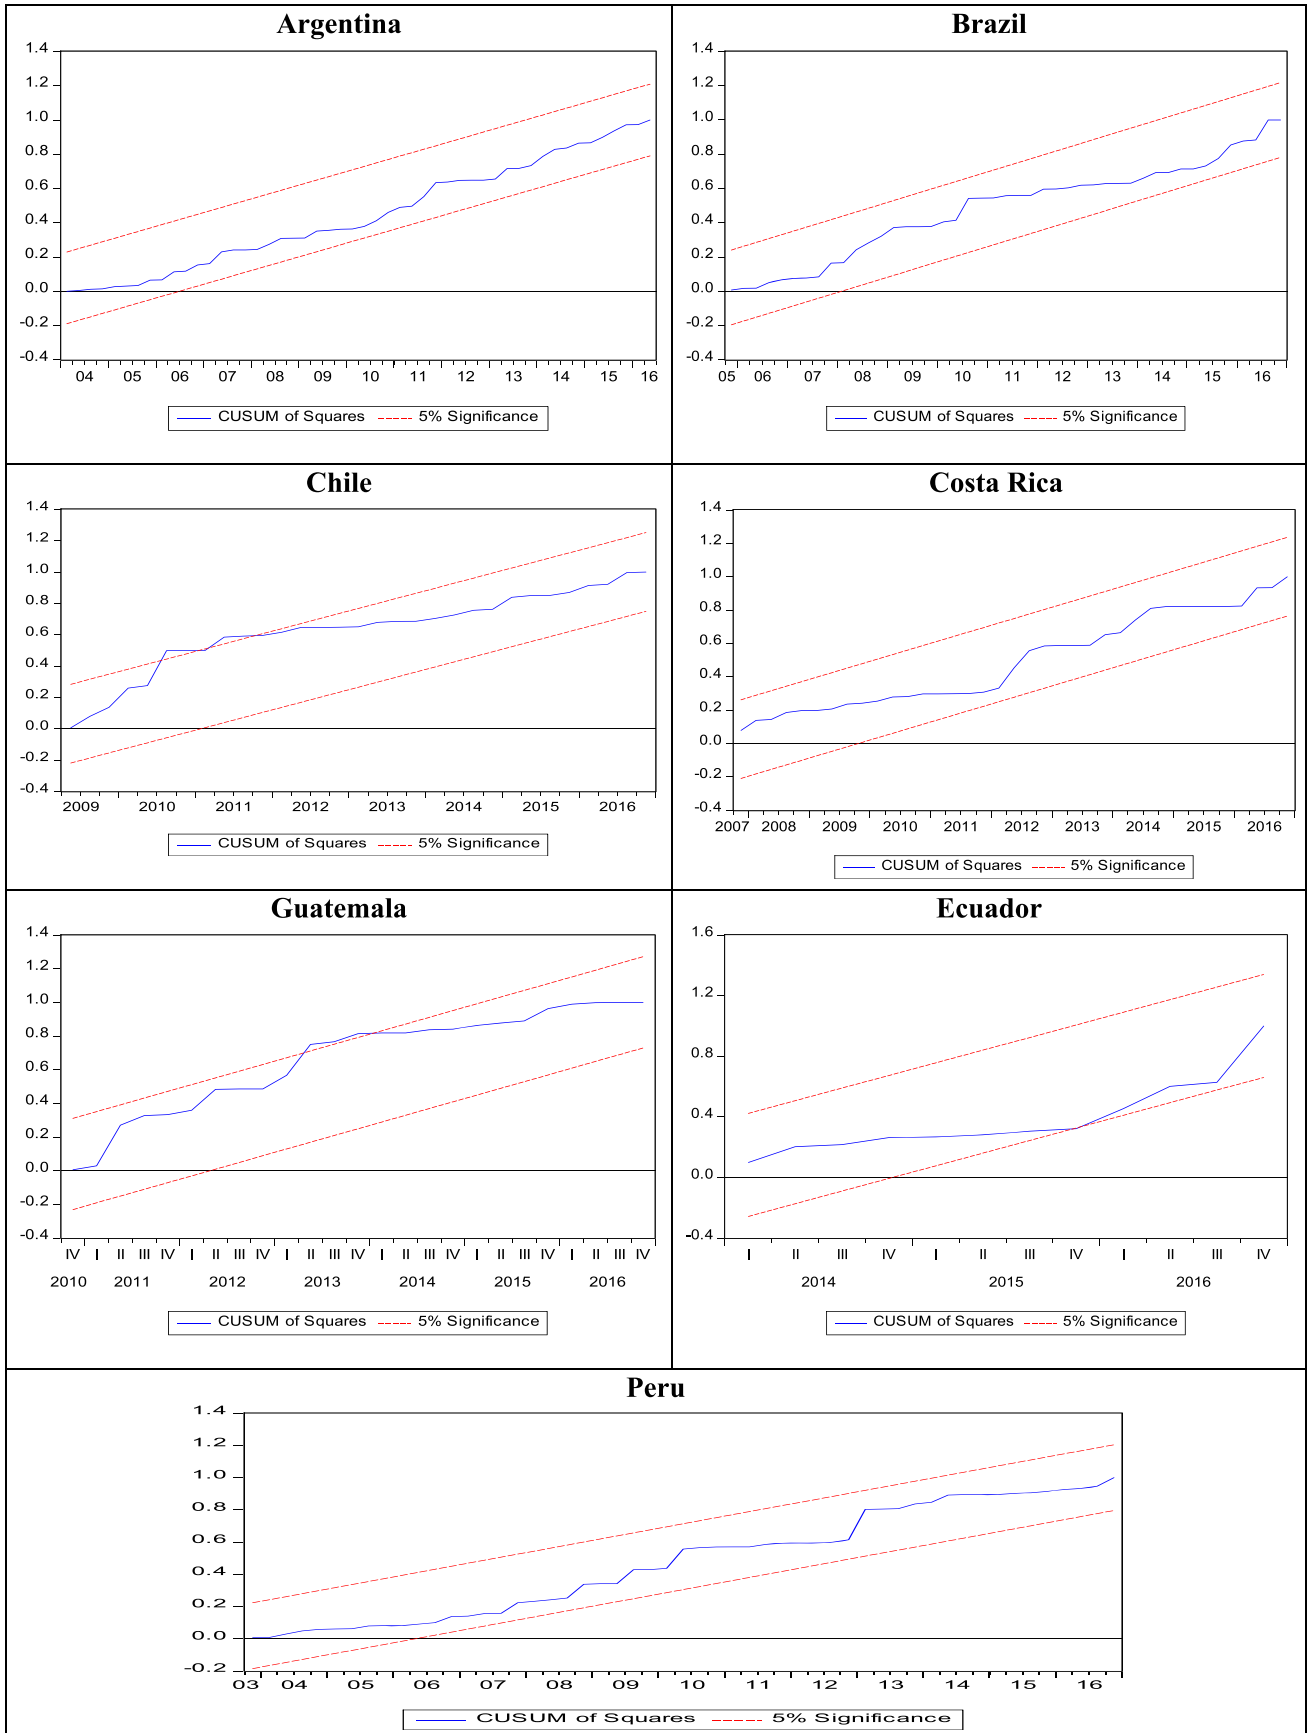 Argentina
1.4
1.2
1.0
0.8
0.6
0.4
0.2
0.0
-0.2
-0.4
04 05 06 07 08 09 10 11 12 13 14 15 16
CUSUM of Squares 5% Significance
Brazil
1.4
1.2
1.0
0.8
0.6
0.4
0.2
0.0
-0.2
-0.4
05 06 07 08 09 10 11 12 13 14 15 16
CUSUM of Squares 5% Significance
Chile
1.4
1.2
1.0
0.8
0.6
0.4
0.2
0.0
-0.2
-0.4
2009 2010 2011 2012 2013 2014 2015 2016
CUSUM of Squares 5% Significance
Costa Rica
1.4
1.2
1.0
0.8
0.6
0.4
0.2
0.0
-0.2
-0.4
2007 2008 2009 2010 2011 2012 2013 2014 2015 2016
CUSUM of Squares 5% Significance
Guatemala
1.4
1.2
1.0
0.8
0.6
0.4
0.2
0.0
-0.2
-0.4
IV I II III IV I II III IV I II III IV I II III IV I II III IV I II III IV
2010 2011 2012 2013 2014 2015 2016
CUSUM of Squares 5% Significance
Ecuador
1.6
1.2
0.8
0.4
0.0
-0.4
I II III IV I II III IV I II III IV
2014 2015 2016
CUSUM of Squares 5% Significance
Peru
1.4
1.2
1.0
0.8
0.6
0.4
0.2
0.0
-0.2
03 04 05 06 07 08 09 10 11 12 13 14 15 16
CUSUM of Squares 5% Significance